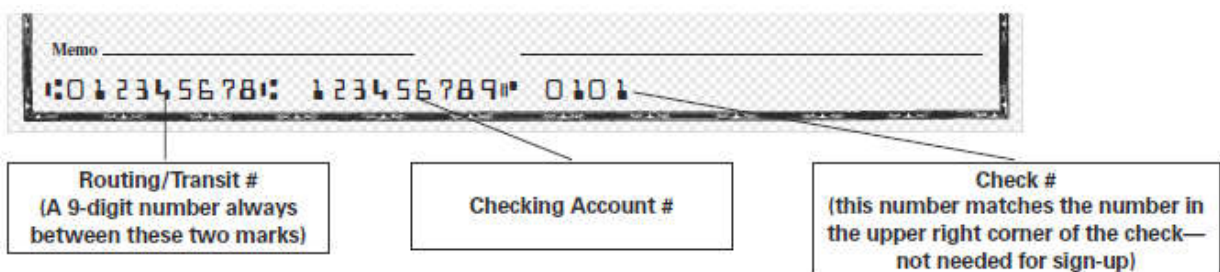 Memo
⑆012345678⑆ 123456789⑈ 0101
Routing/Transit #
(A 9-digit number always
between these two marks)
Checking Account #
Check #
(this number matches the number in
the upper right corner of the check—
not needed for sign-up)